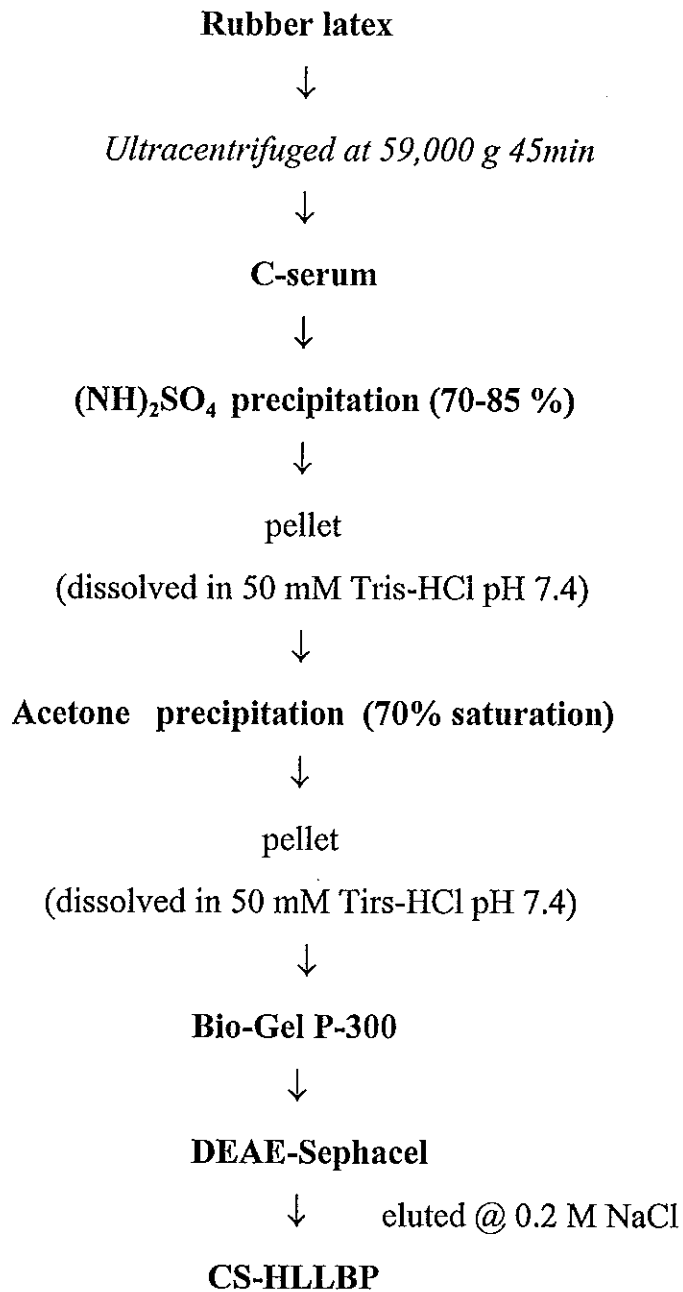 Rubber latex
↓
Ultracentrifuged at 59,000 g 45min
↓
C-serum
↓
(NH)₂SO₄ precipitation (70-85 %)
↓
pellet
(dissolved in 50 mM Tris-HCl pH 7.4)
↓
Acetone precipitation (70% saturation)
↓
pellet
(dissolved in 50 mM Tirs-HCl pH 7.4)
↓
Bio-Gel P-300
↓
DEAE-Sephacel
↓ eluted @ 0.2 M NaCl
CS-HLLBP